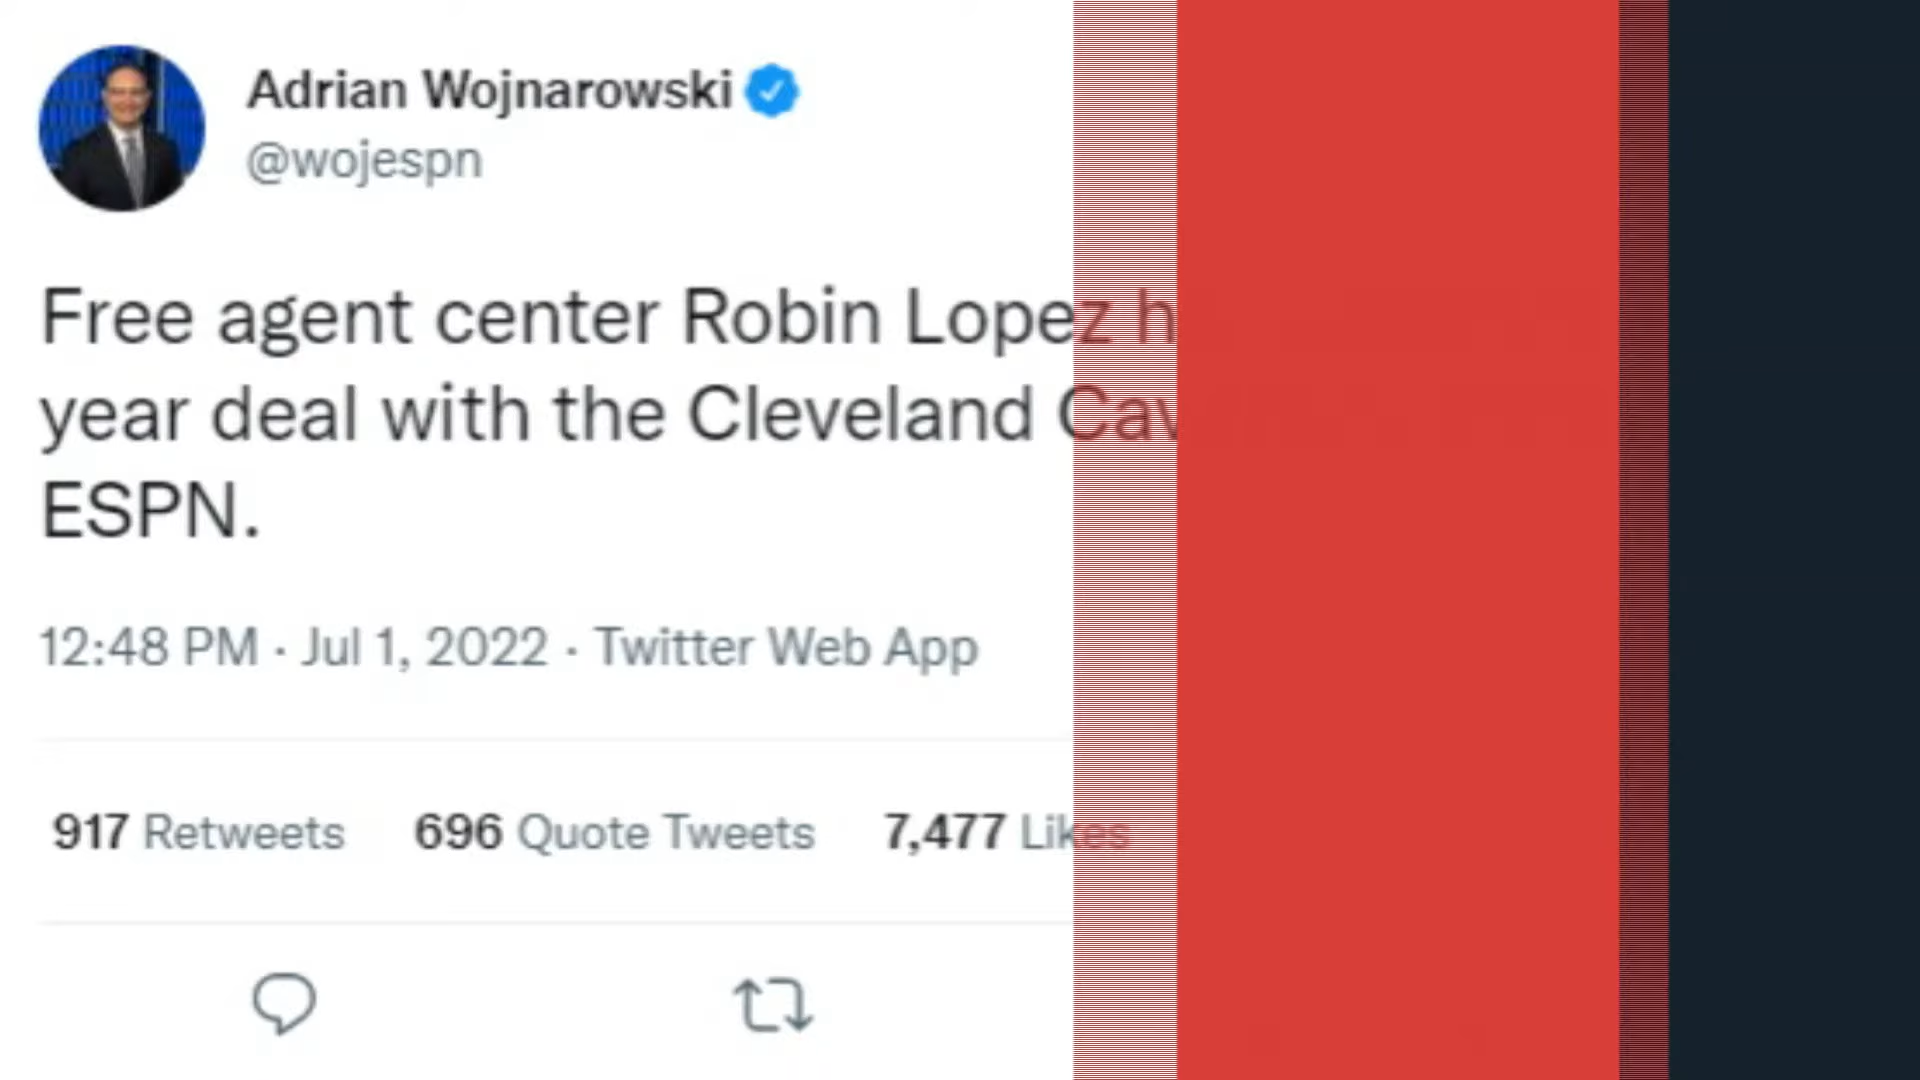 Adrian Wojnarowski
@wojespn
Free agent center Robin Lopez
year deal with the Cleveland
ESPN.
12:48 PM · Jul 1, 2022 · Twitter Web App
917 Retweets 696 Quote Tweets 7,477 Likes